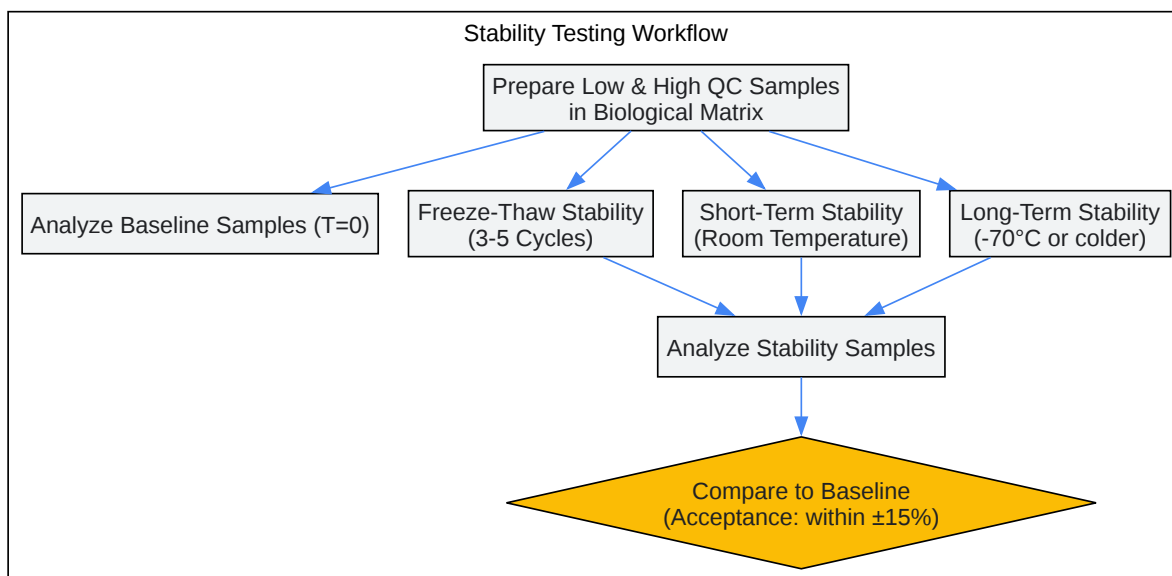 Stability Testing Workflow
Prepare Low & High QC Samples
in Biological Matrix
Analyze Baseline Samples (T=0)
Freeze-Thaw Stability
(3-5 Cycles)
Short-Term Stability
(Room Temperature)
Long-Term Stability
(-70°C or colder)
Analyze Stability Samples
Compare to Baseline
(Acceptance: within ±15%)